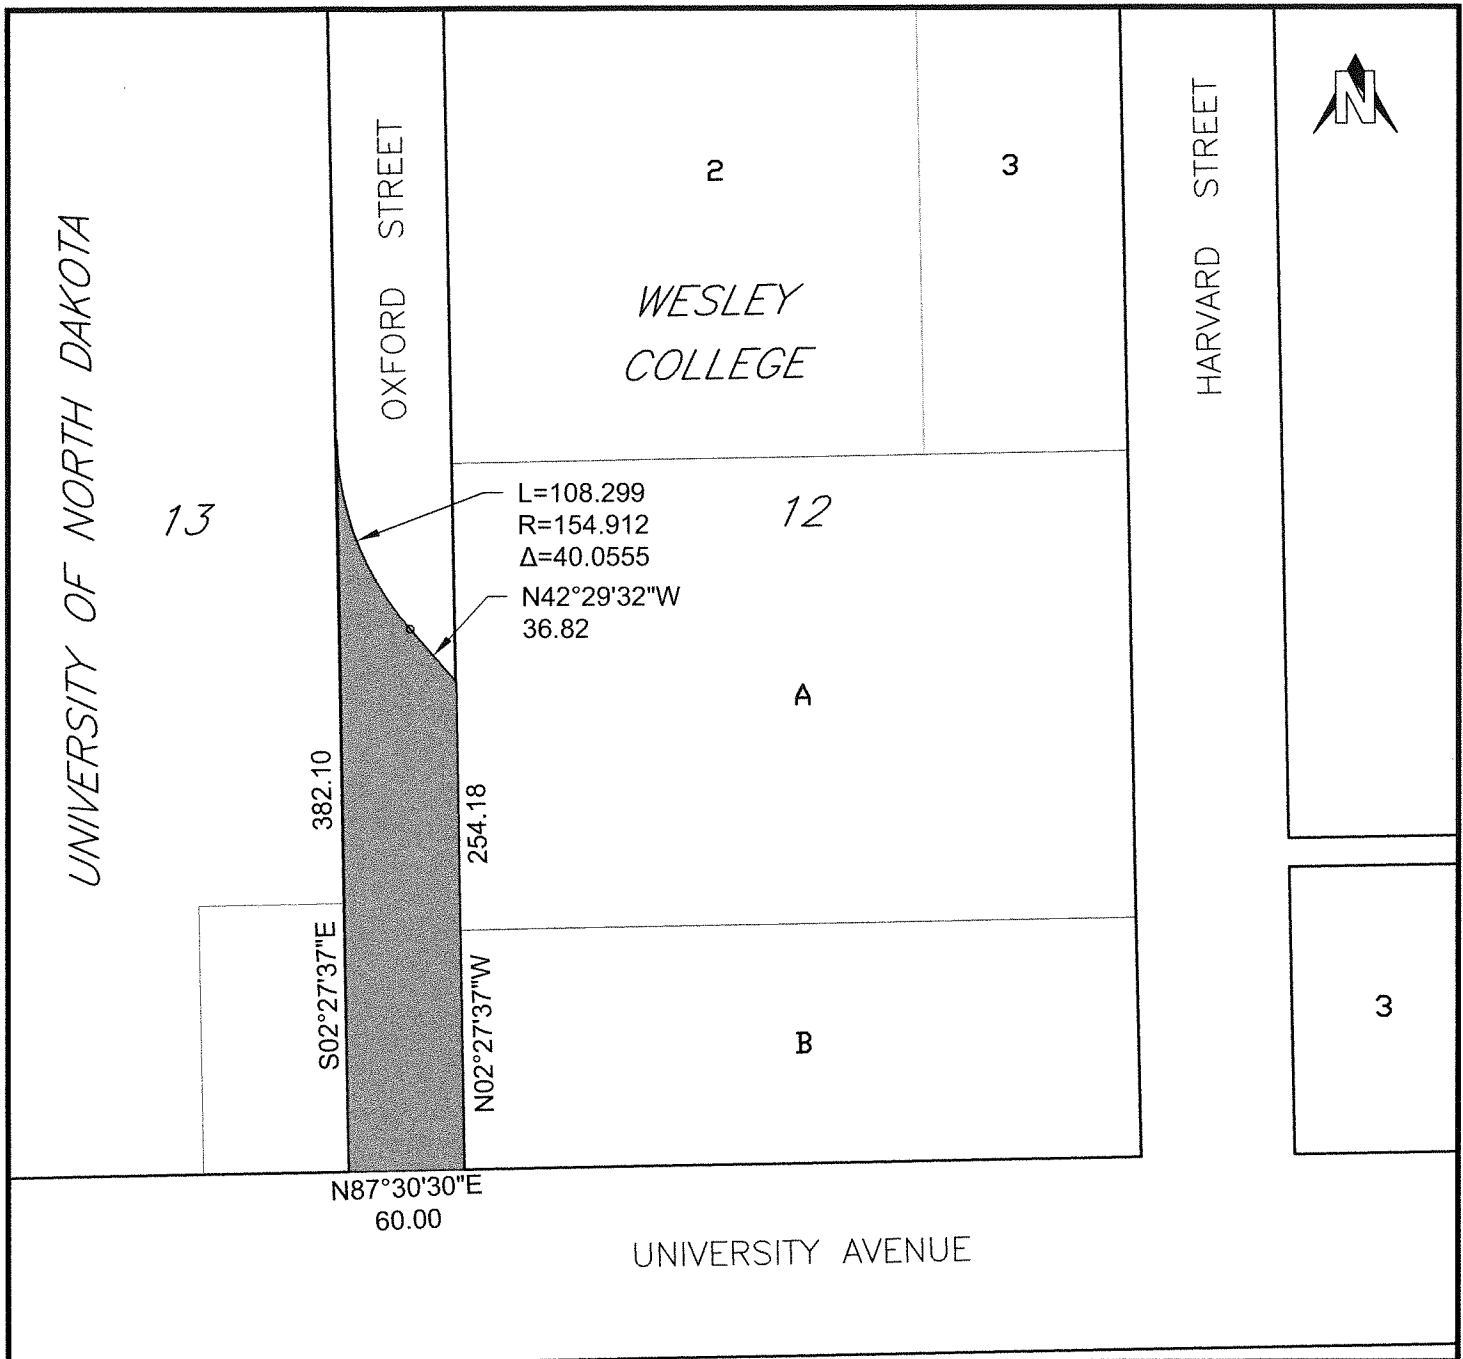 N
UNIVERSITY OF NORTH DAKOTA
OXFORD STREET
2
3
HARVARD STREET
WESLEY
COLLEGE
13
12
L=108.299
R=154.912
Δ=40.0555
N42°29'32"W
36.82
A
382.10
254.18
S02°27'37"E
N02°27'37"W
B
3
N87°30'30"E
60.00
UNIVERSITY AVENUE